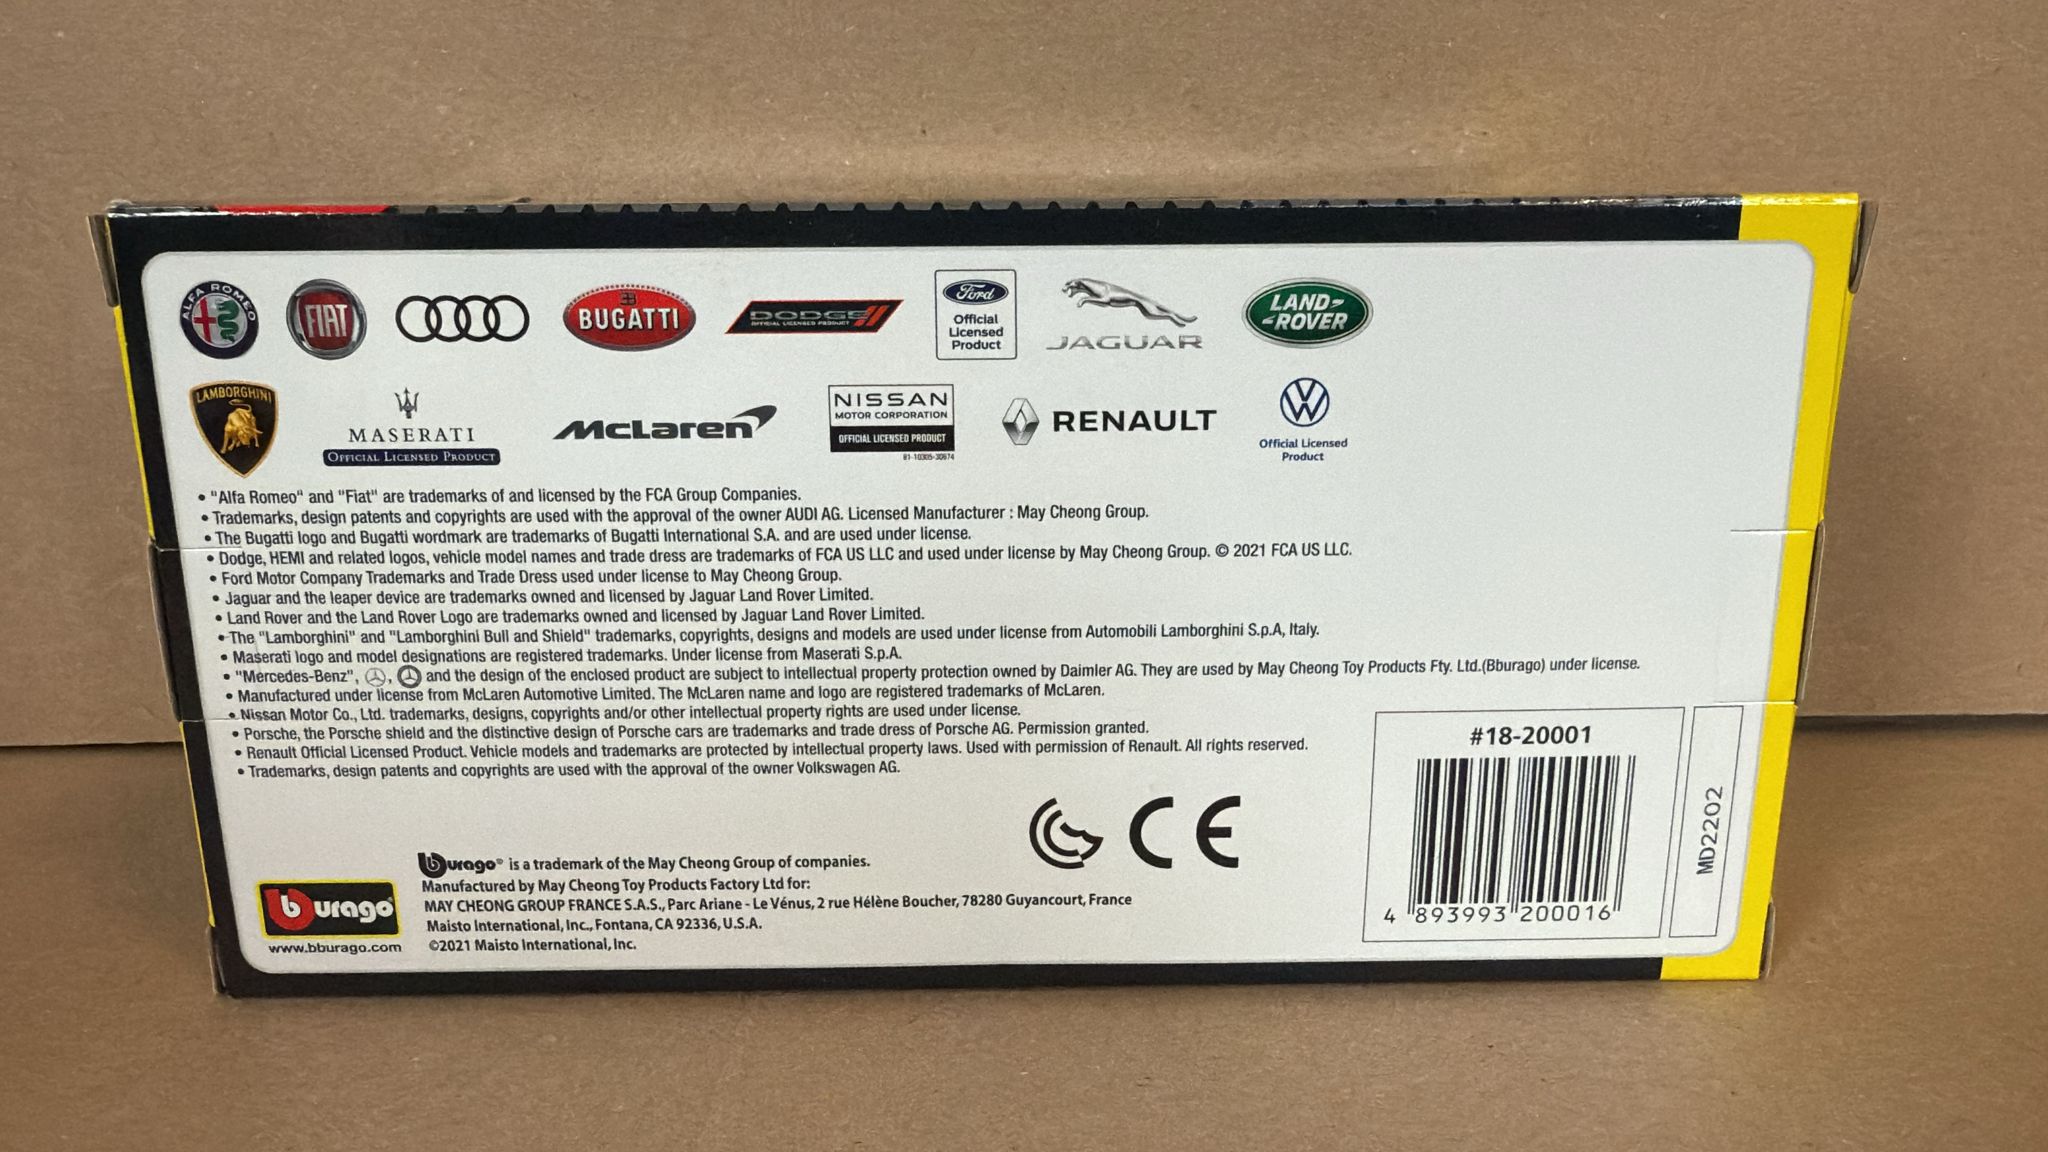 ALFA ROMEO
FIAT
BUGATTI
DODGE
OFFICIAL LICENSED PRODUCT
Ford
Official
Licensed
Product
JAGUAR
LAND-
-ROVER
LAMBORGHINI
MASERATI
OFFICIAL LICENSED PRODUCT
McLaren
NISSAN
MOTOR CORPORATION
OFFICIAL LICENSED PRODUCT
RENAULT
Official Licensed
Product
• "Alfa Romeo" and "Fiat" are trademarks of and licensed by the FCA Group Companies.
• Trademarks, design patents and copyrights are used with the approval of the owner AUDI AG. Licensed Manufacturer : May Cheong Group.
• The Bugatti logo and Bugatti wordmark are trademarks of Bugatti International S.A. and are used under license.
• Dodge, HEMI and related logos, vehicle model names and trade dress are trademarks of FCA US LLC and used under license by May Cheong Group. © 2021 FCA US LLC.
• Ford Motor Company Trademarks and Trade Dress used under license to May Cheong Group.
• Jaguar and the leaper device are trademarks owned and licensed by Jaguar Land Rover Limited.
• Land Rover and the Land Rover Logo are trademarks owned and licensed by Jaguar Land Rover Limited.
• The "Lamborghini" and "Lamborghini Bull and Shield" trademarks, copyrights, designs and models are used under license from Automobili Lamborghini S.p.A, Italy.
• Maserati logo and model designations are registered trademarks. Under license from Maserati S.p.A.
• "Mercedes-Benz", , and the design of the enclosed product are subject to intellectual property protection owned by Daimler AG. They are used by May Cheong Toy Products Fty. Ltd.(Bburago) under license.
• Manufactured under license from McLaren Automotive Limited. The McLaren name and logo are registered trademarks of McLaren.
• Nissan Motor Co., Ltd. trademarks, designs, copyrights and/or other intellectual property rights are used under license.
• Porsche, the Porsche shield and the distinctive design of Porsche cars are trademarks and trade dress of Porsche AG. Permission granted.
• Renault Official Licensed Product. Vehicle models and trademarks are protected by intellectual property laws. Used with permission of Renault. All rights reserved.
• Trademarks, design patents and copyrights are used with the approval of the owner Volkswagen AG.
#18-20001
4 893993 200016
MD2202
CE
burago
www.bburago.com
burago® is a trademark of the May Cheong Group of companies.
Manufactured by May Cheong Toy Products Factory Ltd for:
MAY CHEONG GROUP FRANCE S.A.S., Parc Ariane - Le Vénus, 2 rue Hélène Boucher, 78280 Guyancourt, France
Maisto International, Inc., Fontana, CA 92336, U.S.A.
©2021 Maisto International, Inc.